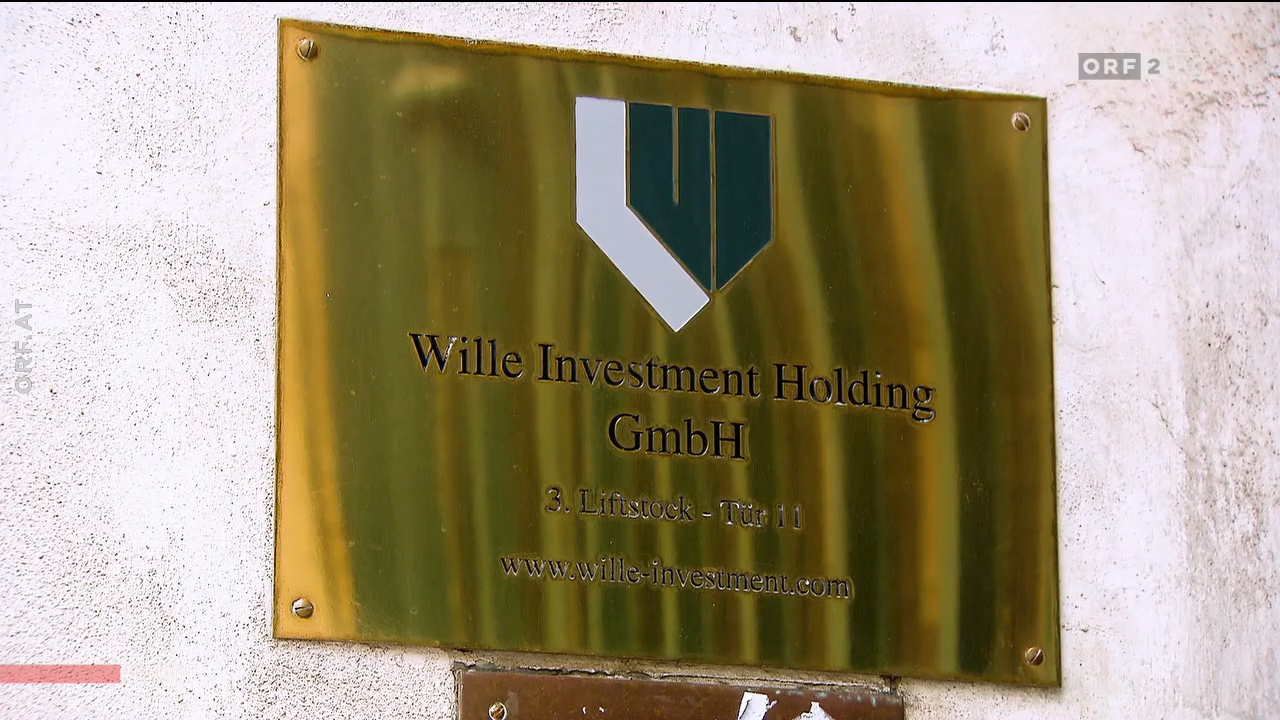 ORF 2
ORF.AT
Wille Investment Holding
GmbH
3. Liftstock - Tür 11
www.wille-investment.com